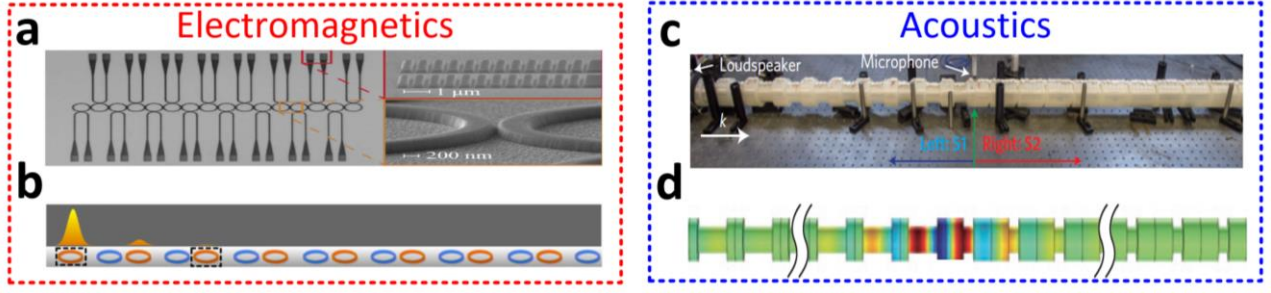 a
Electromagnetics
1 μm
200 nm
b
c
Acoustics
Loudspeaker
Microphone
k
Left: S1
Right: S2
d